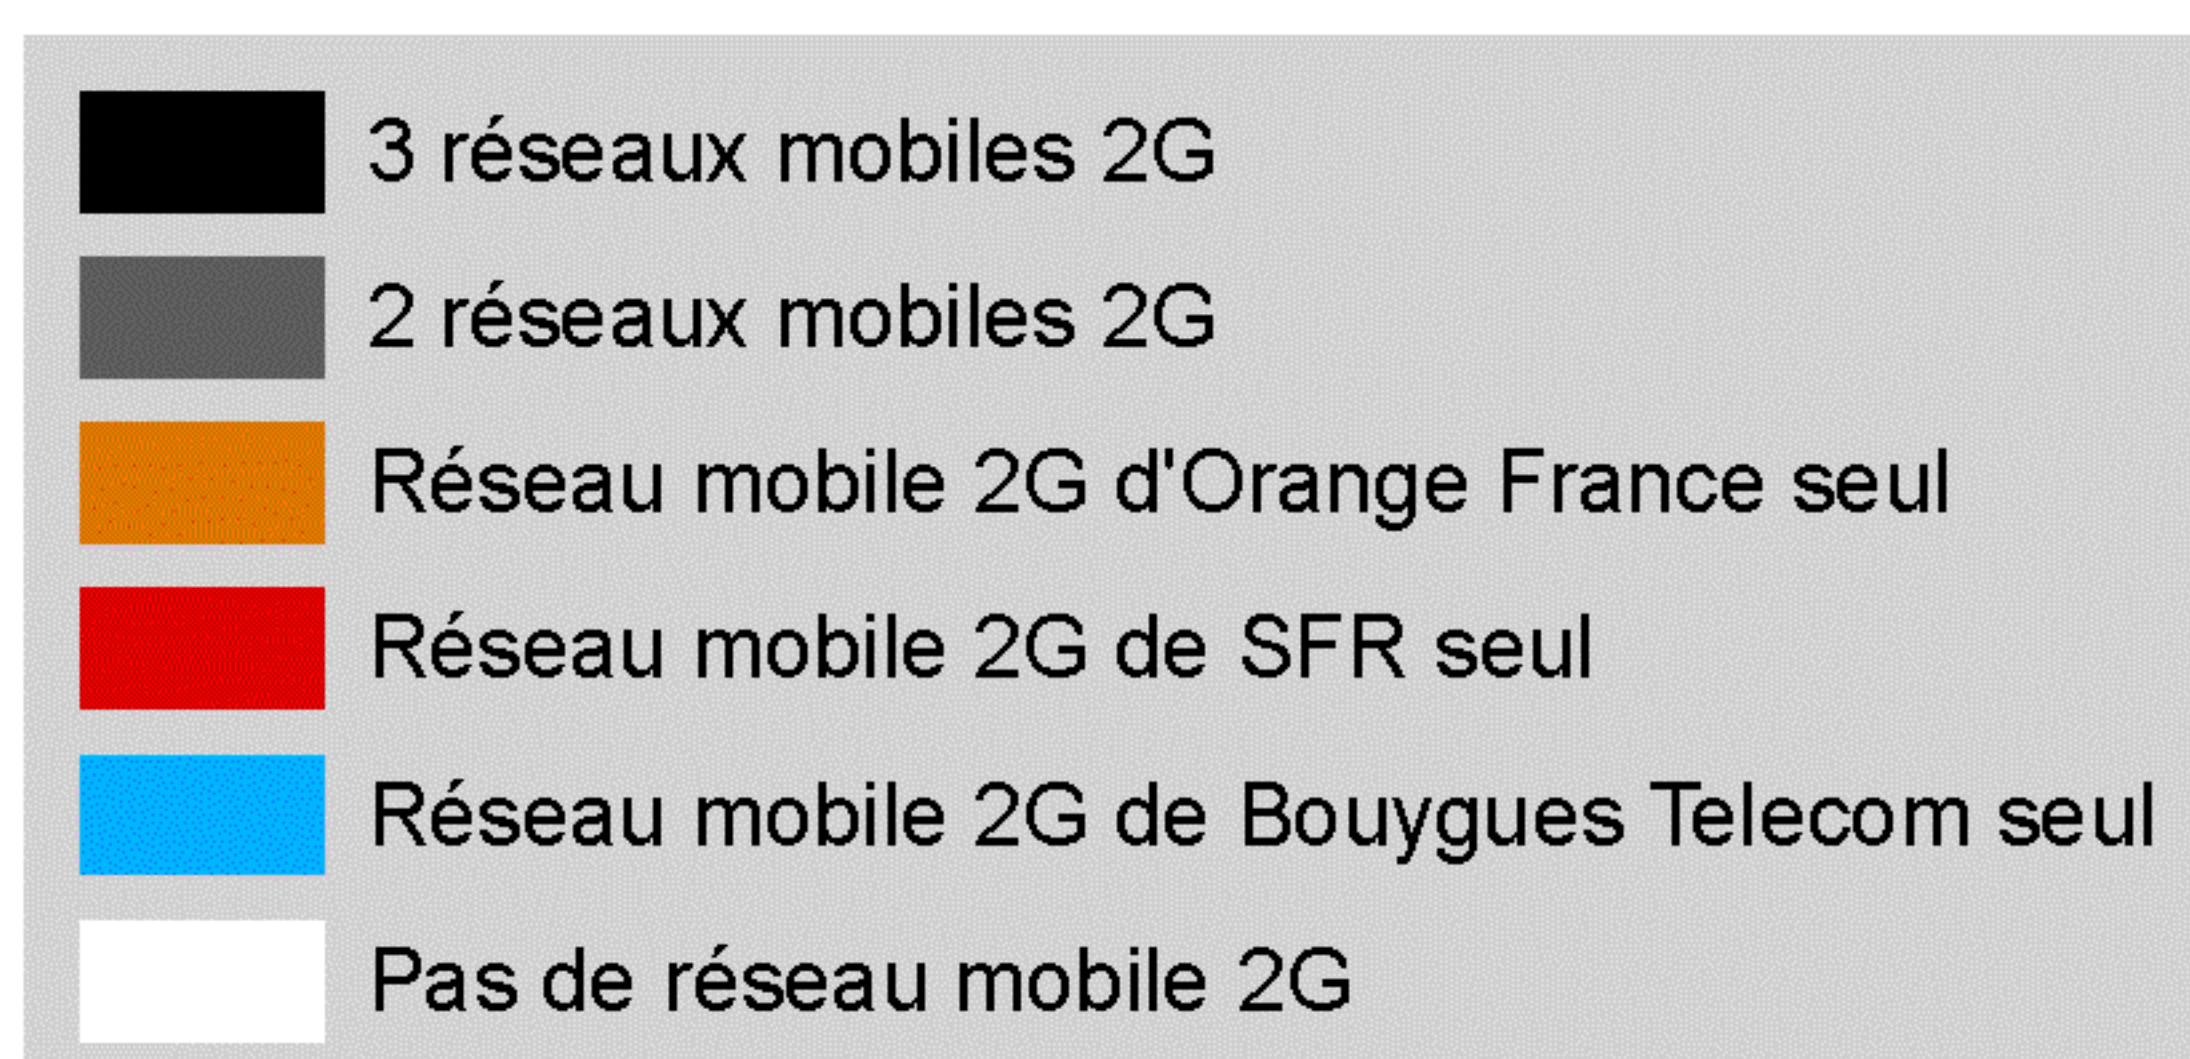 3 réseaux mobiles 2G
2 réseaux mobiles 2G
Réseau mobile 2G d'Orange France seul
Réseau mobile 2G de SFR seul
Réseau mobile 2G de Bouygues Telecom seul
Pas de réseau mobile 2G